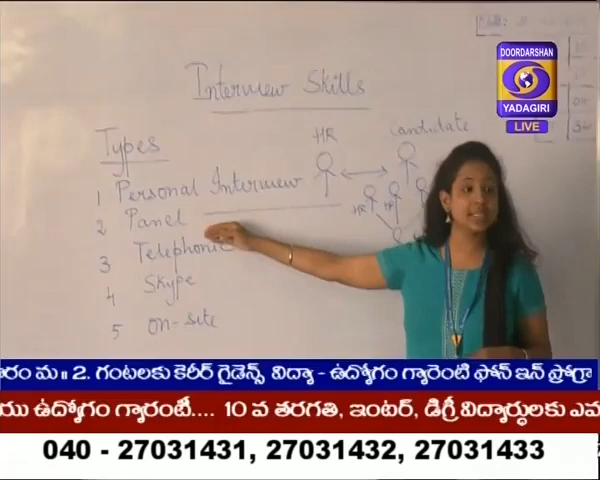 DOORDARSHAN
YADAGIRI
LIVE
Interview Skills
Types
HR
Candidate
1 Personal Interview
2 Panel
HR HR
3 Telephonic
4 Skype
5 on-site
రం మ॥ 2. గంటలకు కెరీర్ గైడెన్స్ విద్యా - ఉద్యోగం గ్యారెంటీ ఫోన్ ఇన్ ప్రోగ్రా
యు ఉద్యోగం గ్యారంటీ.... 10 వ తరగతి, ఇంటర్, డిగ్రీ విద్యార్థులకు ఎమ
040 - 27031431, 27031432, 27031433